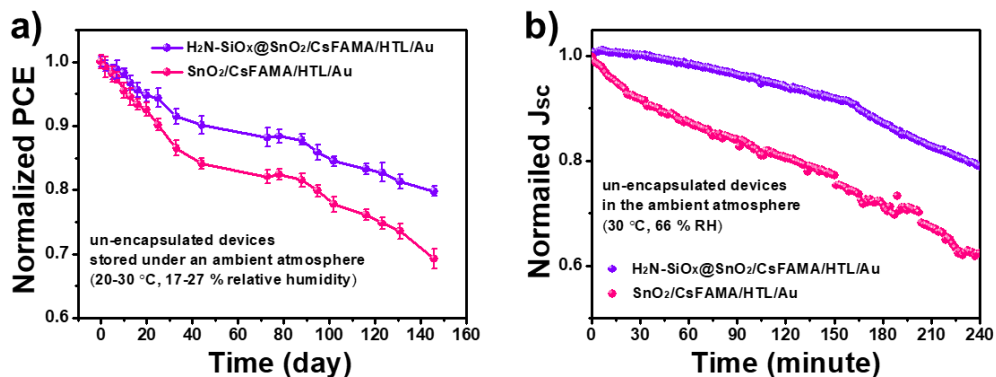 a)
Normalized PCE
1.0
0.9
0.8
0.7
0.6
H₂N-SiOₓ@SnO₂/CsFAMA/HTL/Au
SnO₂/CsFAMA/HTL/Au
un-encapsulated devices
stored under an ambient atmosphere
(20-30 °C, 17-27 % relative humidity)
0 20 40 60 80 100 120 140 160
Time (day)
b)
Normailed Jsc
1.0
0.8
0.6
un-encapsulated devices
in the ambient atmosphere
(30 °C, 66 % RH)
H₂N-SiOₓ@SnO₂/CsFAMA/HTL/Au
SnO₂/CsFAMA/HTL/Au
0 30 60 90 120 150 180 210 240
Time (minute)